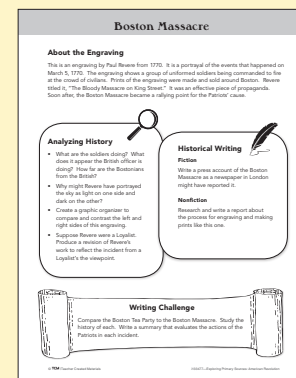 Boston Massacre
About the Engraving
This is an engraving by Paul Revere from 1770. It is a portrayal of the events that happened on
March 5, 1770. The engraving shows a group of uniformed soldiers being commanded to fire
at the crowd of civilians. Prints of the engraving were made and sold around Boston. Revere
titled it, "The Bloody Massacre on King Street." It was an effective piece of propaganda.
Soon after, the Boston Massacre became a rallying point for the Patriots' cause.
Analyzing History
• What are the soldiers doing? What
does it appear the British officer is
doing? How far are the Bostonians
from the British?
• Why might Revere have portrayed
the sky as light on one side and
dark on the other?
• Create a graphic organizer to
compare and contrast the left and
right sides of this engraving.
• Suppose Revere were a Loyalist.
Produce a revision of Revere's
work to reflect the incident from a
Loyalist's viewpoint.
Historical Writing
Fiction
Write a press account of the Boston
Massacre as a newspaper in London
might have reported it.
Nonfiction
Research and write a report about
the process for engraving and making
prints like this one.
Writing Challenge
Compare the Boston Tea Party to the Boston Massacre. Study the
history of each. Write a summary that evaluates the actions of the
Patriots in each incident.
Teacher Created Materials
Exploring Primary Sources: American Revolution